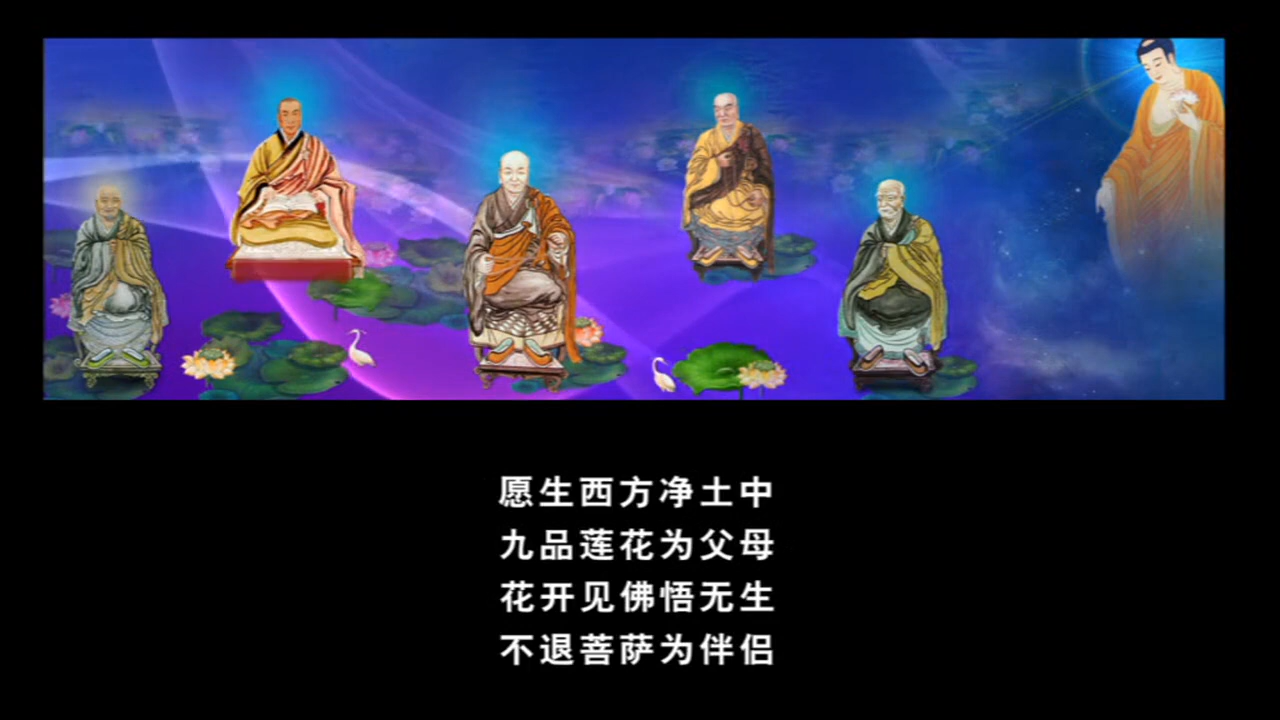 愿生西方净土中
九品莲花为父母
花开见佛悟无生
不退菩萨为伴侣